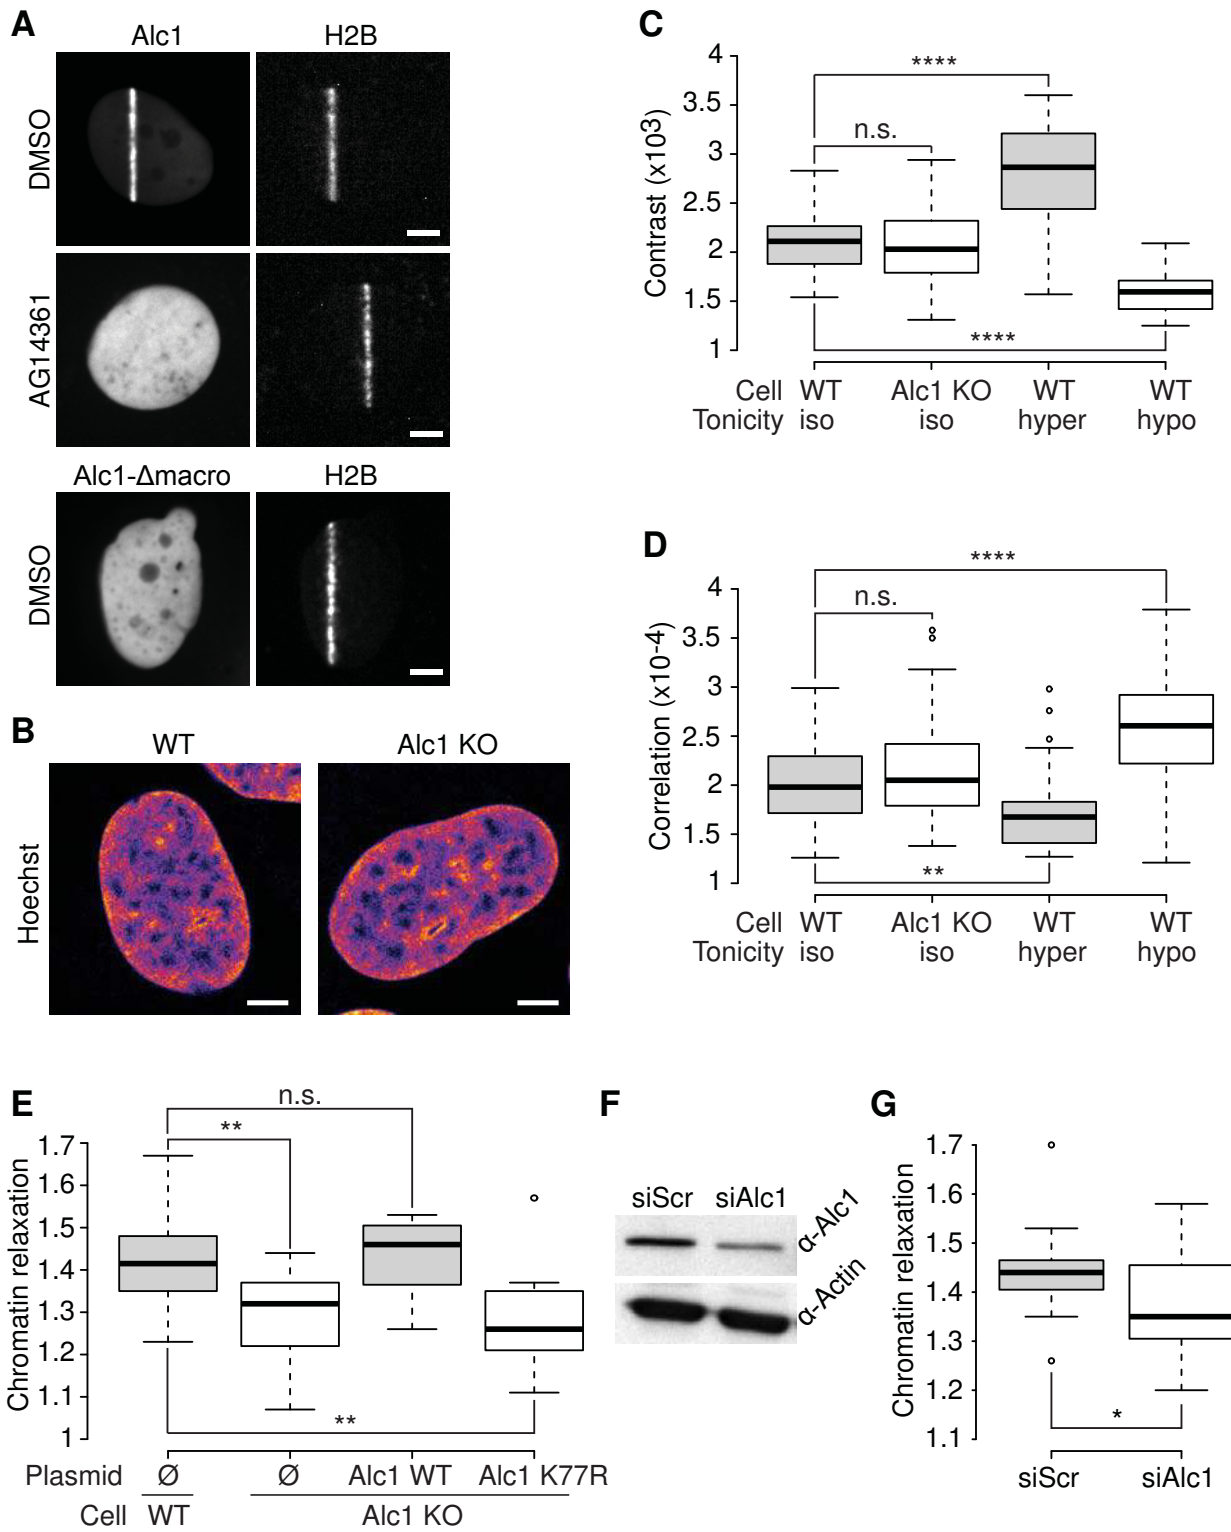 A
Alc1 H2B
DMSO
AG14361
Alc1-Δmacro H2B
DMSO
B
WT Alc1 KO
Hoechst
C
Contrast (x10³)
4
3.5
3
2.5
2
1.5
1
****
n.s.
****
Cell WT Alc1 KO WT WT
Tonicity iso iso hyper hypo
D
Correlation (x10⁻⁴)
4
3.5
3
2.5
2
1.5
1
****
n.s.
**
Cell WT Alc1 KO WT WT
Tonicity iso iso hyper hypo
E
Chromatin relaxation
1.7
1.6
1.5
1.4
1.3
1.2
1.1
1
n.s.
**
**
Plasmid Ø Ø Alc1 WT Alc1 K77R
Cell WT Alc1 KO
F
siScr siAlc1
α-Alc1
α-Actin
G
Chromatin relaxation
1.7
1.6
1.5
1.4
1.3
1.2
1.1
*
siScr siAlc1